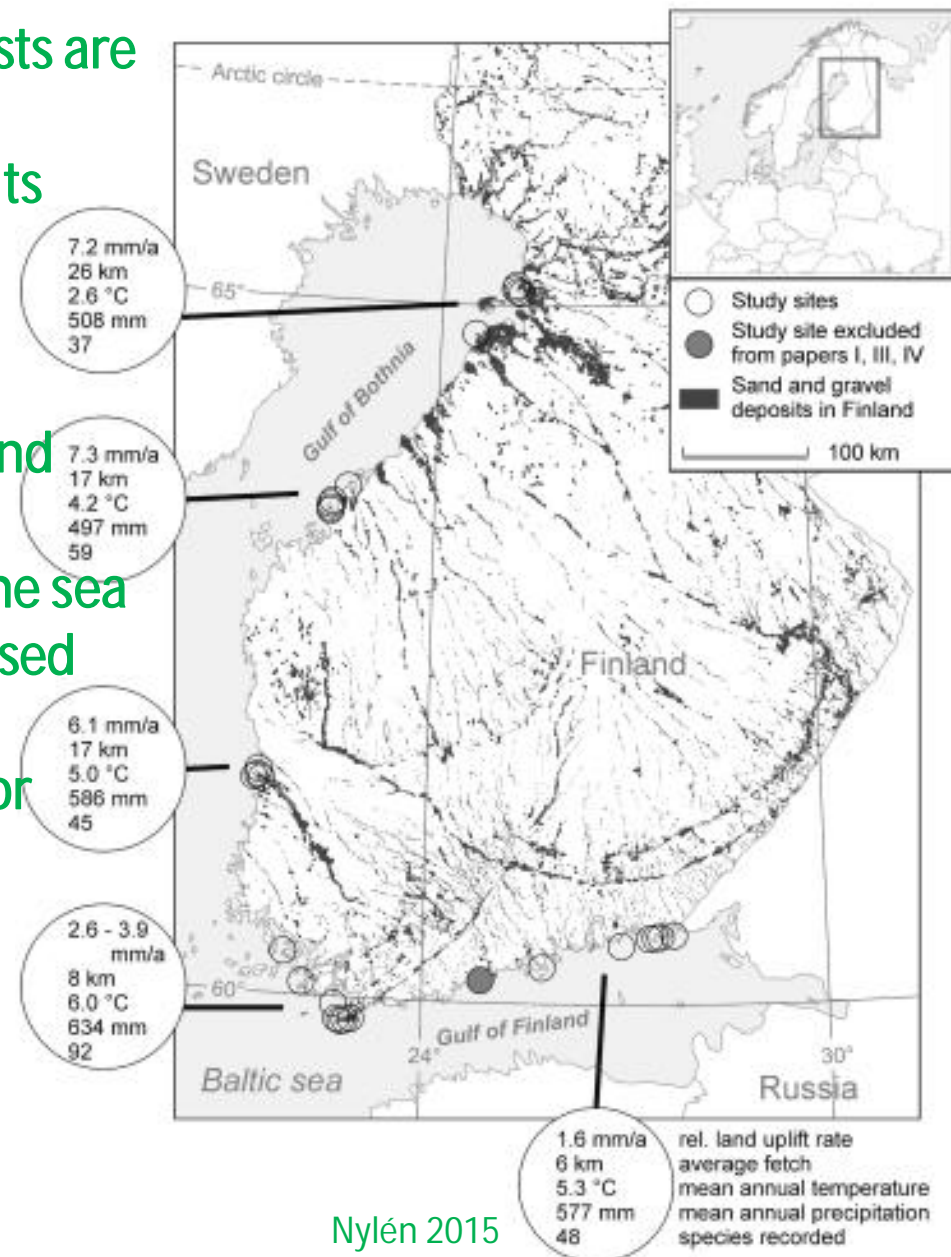 sts are
its
nd
he sea
sed
or
Arctic circle
Sweden
65°
Gulf of Bothnia
Finland
60°
24°
Gulf of Finland
30°
Baltic sea
Russia
Study sites
Study site excluded
from papers I, III, IV
Sand and gravel
deposits in Finland
100 km
7.2 mm/a
26 km
2.6 °C
508 mm
37
7.3 mm/a
17 km
4.2 °C
497 mm
59
6.1 mm/a
17 km
5.0 °C
586 mm
45
2.6 - 3.9
mm/a
8 km
6.0 °C
634 mm
92
1.6 mm/a rel. land uplift rate
6 km average fetch
5.3 °C mean annual temperature
577 mm mean annual precipitation
48 species recorded
Nylén 2015